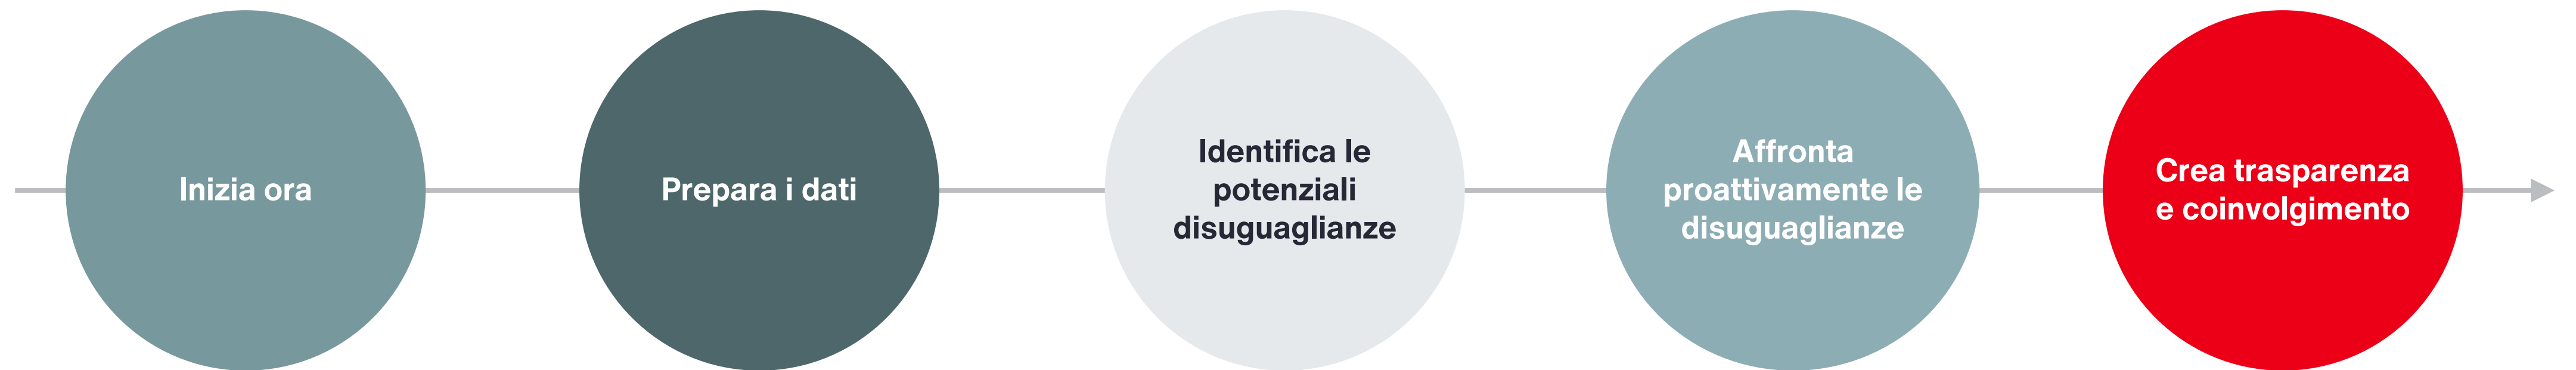 Inizia ora
Prepara i dati
Identifica le
potenziali
disuguaglianze
Affronta
proattivamente le
disuguaglianze
Crea trasparenza
e coinvolgimento